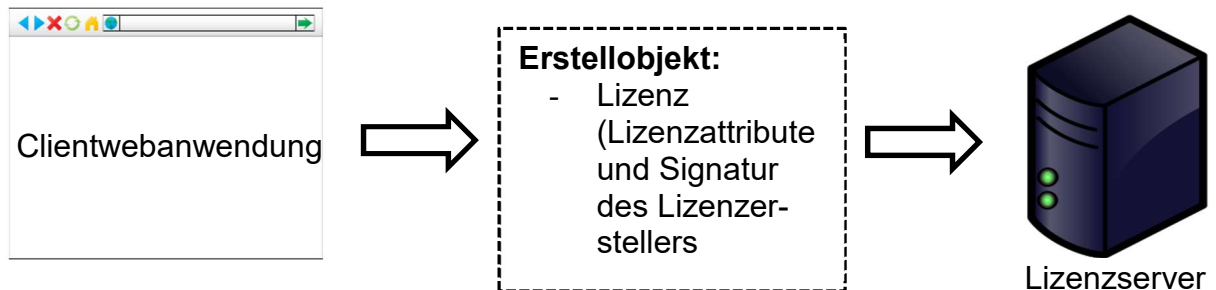 Clientwebanwendung
Erstellobjekt:
- Lizenz
(Lizenzattribute
und Signatur
des Lizenzer-
stellers
Lizenzserver